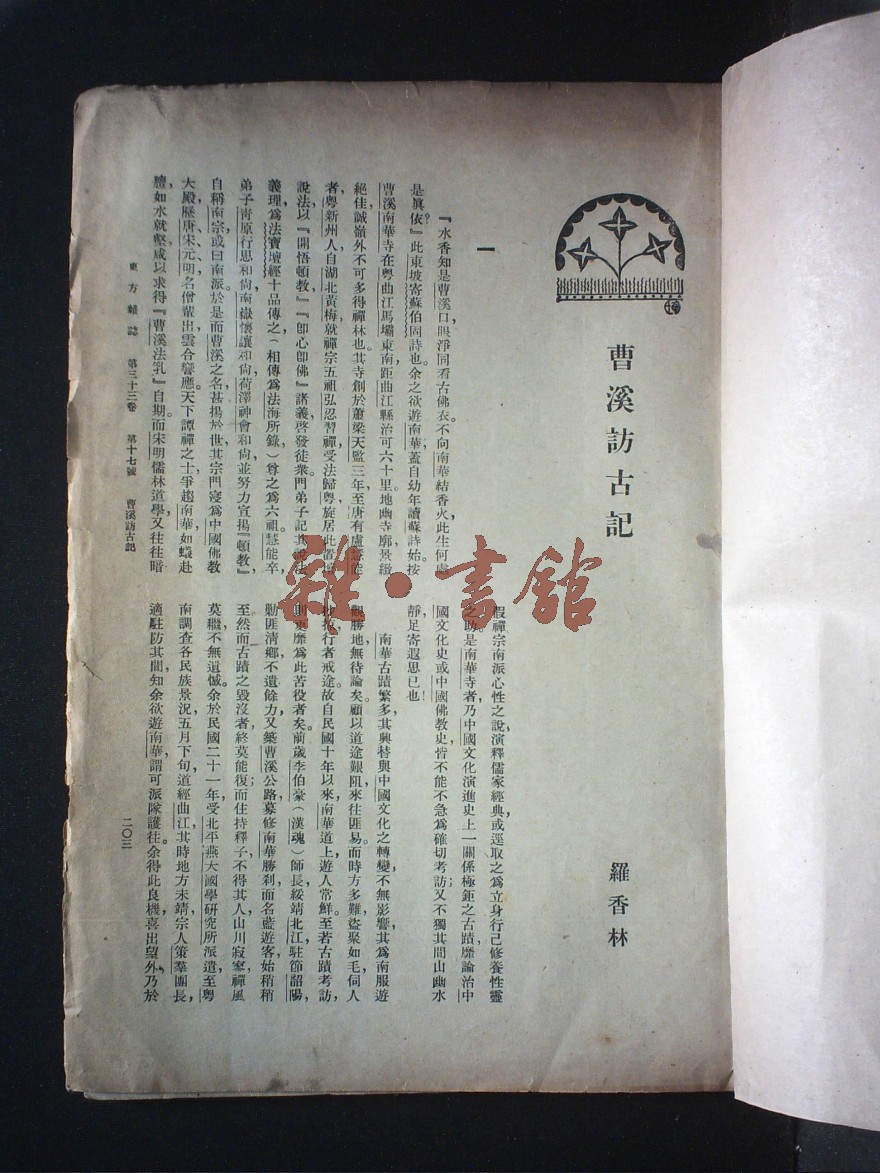 曹溪訪古記
羅香林
一
『水香知是曹溪口，眼淨同看古佛衣。不向南華結香火，此生何處
是真依？』此東坡寄蘇伯固詩也。余之欲遊南華，蓋自幼年讀蘇詩始。按
曹溪南華寺在粵曲江馬壩東南，距曲江縣治可六十里。地幽寺廓，景緻
絕佳，誠嶺外不可多得禪林也。其寺創於蕭梁天監三年，至唐有盧慧能
者，粵新州人，自湖北黃梅，就禪宗五祖弘忍習禪受法歸粵，旋居此置壇
說法，以『開悟頓教』『即心即佛』諸義啓發徒衆。門弟子記其說法
義理，爲法寶壇經十品傳之，（相傳爲法海所錄）尊之爲六祖。慧能卒，
弟子青原行思和尙，南嶽懷讓和尙，荷澤神會和尙，並努力宣揚『頓教』，
自稱南宗，或曰南派。於是而曹溪之名甚揚於世，其宗門寖爲中國佛教
大殿，歷唐、宋、元、明，名僧輩出，雲合響應。天下譚禪之士，爭趨南華，如蟻赴
膻，如水就壑，咸以求得『曹溪法乳』自期。而宋明儒林道學，又往往暗
假禪宗南派心性之說，演釋儒家經典，或逕取之爲立身行己修養性靈
之助。是南華寺者，乃中國文化演進史上一關係極鉅之古蹟，靡論治中
國文化史或中國佛教史，皆不能不急爲確切考訪；又不獨其間山幽水
靜，足寄遐思已也！
南華古蹟繁多，其興替與中國文化之轉變，不無影響，其爲南服遊
觀勝地，無待論矣。顧以道途艱阻，來往匪易。而時方多難，盜聚如毛，伺人
抄掠，行者戒途。故自民國十年以來，南華道上，遊人常鮮。至若古蹟考訪，
則更靡爲此苦役者矣。前歲李伯豪（漢魂）師長綏靖北江，駐節韶陽，
勦匪清鄉，不遺餘力，又築曹溪公路，募修南華勝刹，而名藍遊客，始稍稍
至。然而古蹟之毀沒者，終莫能復；而住持釋子，不得其人，山川寂寥，禪風
莫繼，不無遺憾。余於民國二十一年，受北平燕大國學研究所派遣，至粵
南調查各民族景況，五月下旬，道經曲江，其時地方未靖，宗人策羣團長，
適駐防其間，知余欲遊南華，謂可派隊護往。余得此良機，喜出望外，乃於
東方雜誌　第三十三卷　第十七號　曹溪訪古記
二〇三
雜·書館